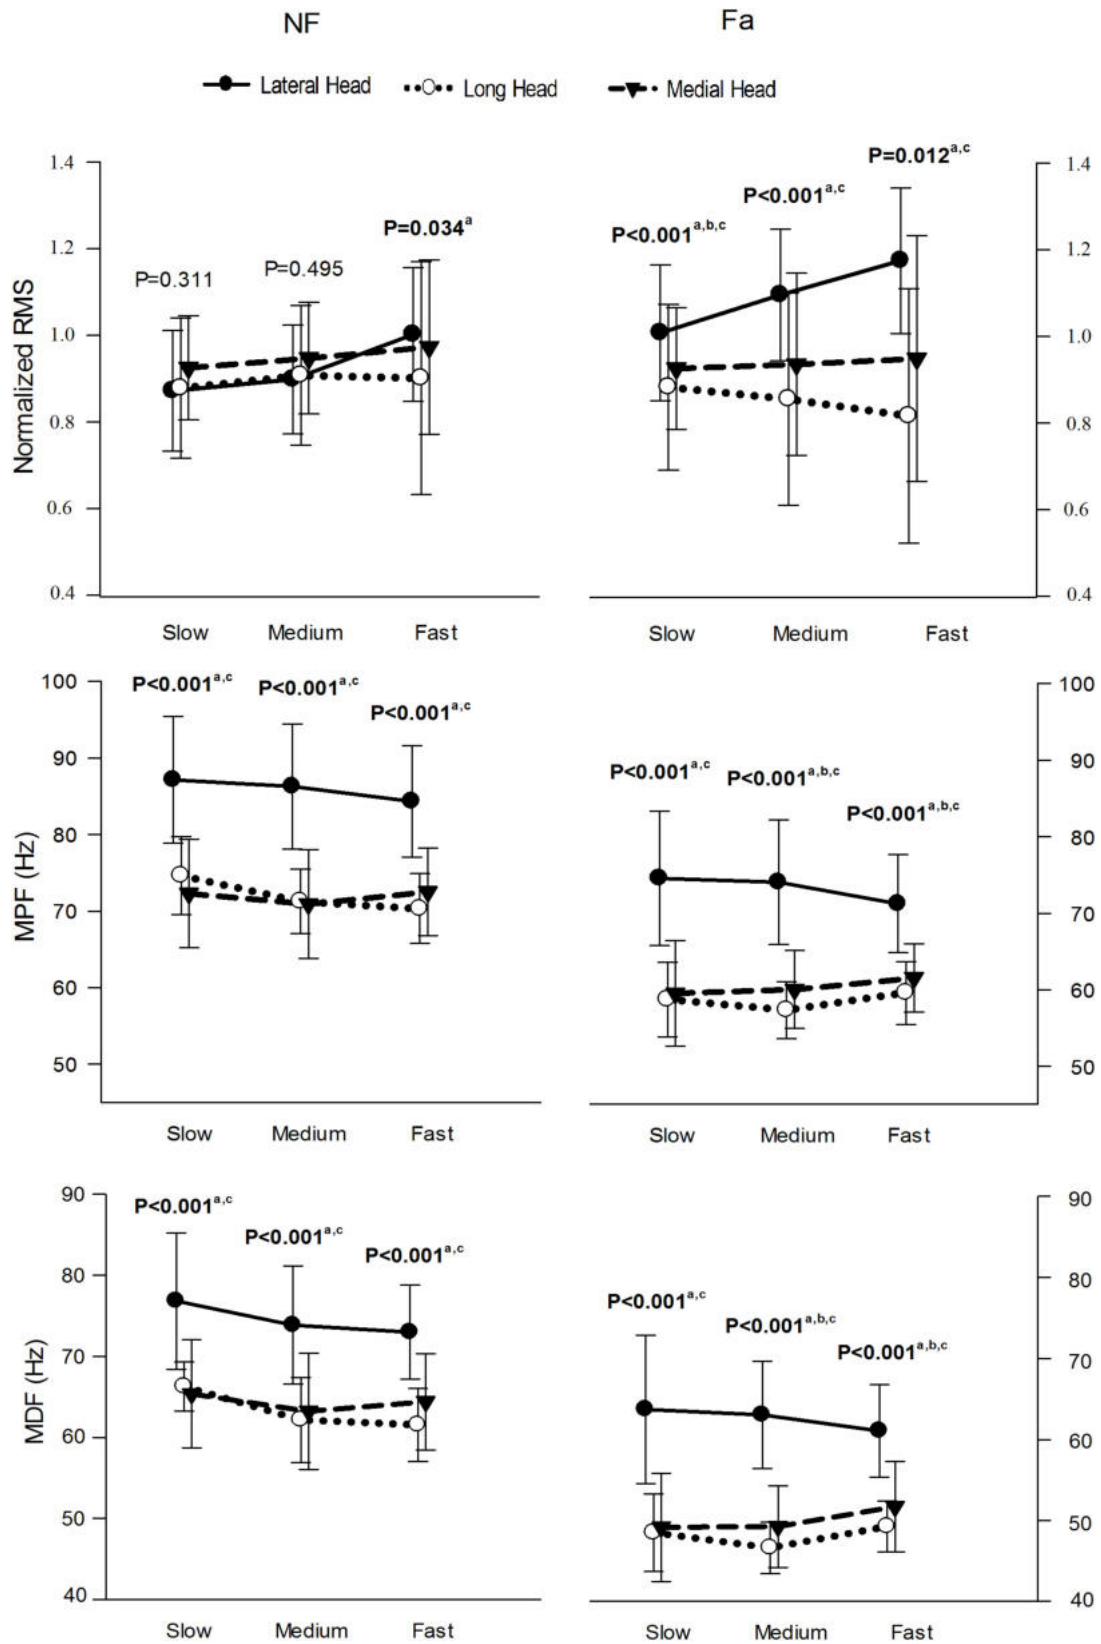 NF Fa
Lateral Head Long Head Medial Head
Normalized RMS
1.4
1.2
1.0
0.8
0.6
0.4
P=0.311
P=0.495
P=0.034a
Slow Medium Fast
P<0.001a,b,c
P<0.001a,c
P=0.012a,c
1.4
1.2
1.0
0.8
0.6
0.4
Slow Medium Fast
MPF (Hz)
100
90
80
70
60
50
P<0.001a,c
P<0.001a,c
P<0.001a,c
Slow Medium Fast
P<0.001a,c
P<0.001a,b,c
P<0.001a,b,c
100
90
80
70
60
50
Slow Medium Fast
MDF (Hz)
90
80
70
60
50
40
P<0.001a,c
P<0.001a,c
P<0.001a,c
Slow Medium Fast
P<0.001a,c
P<0.001a,b,c
P<0.001a,b,c
90
80
70
60
50
40
Slow Medium Fast